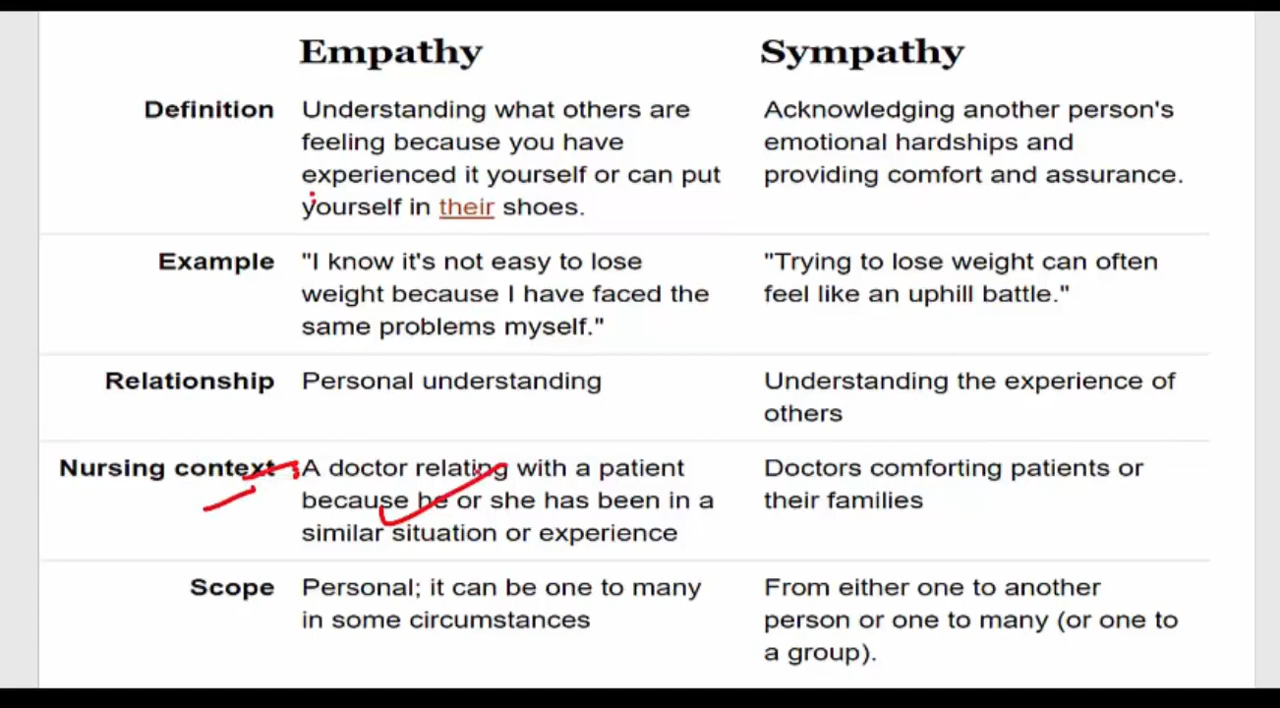 Empathy Sympathy
Definition Understanding what others are Acknowledging another person's
feeling because you have emotional hardships and
experienced it yourself or can put providing comfort and assurance.
yourself in their shoes.
Example "I know it's not easy to lose "Trying to lose weight can often
weight because I have faced the feel like an uphill battle."
same problems myself."
Relationship Personal understanding Understanding the experience of
others
Nursing context A doctor relating with a patient Doctors comforting patients or
because he or she has been in a their families
similar situation or experience
Scope Personal; it can be one to many From either one to another
in some circumstances person or one to many (or one to
a group).